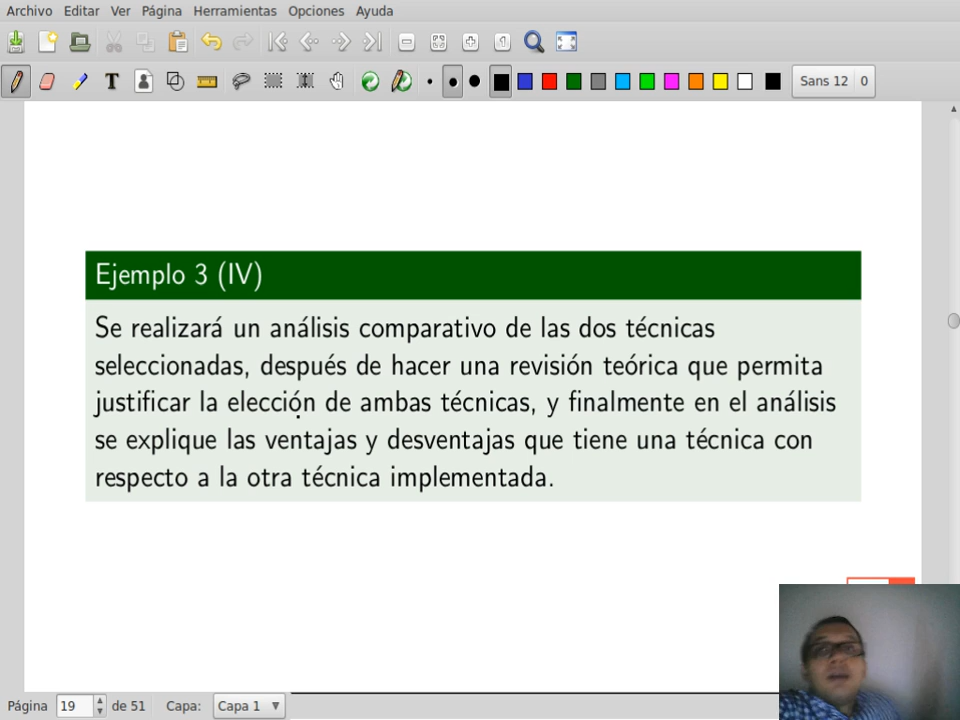 Archivo Editar Ver Página Herramientas Opciones Ayuda
T Sans 12 0
Ejemplo 3 (IV)
Se realizará un análisis comparativo de las dos técnicas
seleccionadas, después de hacer una revisión teórica que permita
justificar la elección de ambas técnicas, y finalmente en el análisis
se explique las ventajas y desventajas que tiene una técnica con
respecto a la otra técnica implementada.
Página 19 de 51 Capa: Capa 1